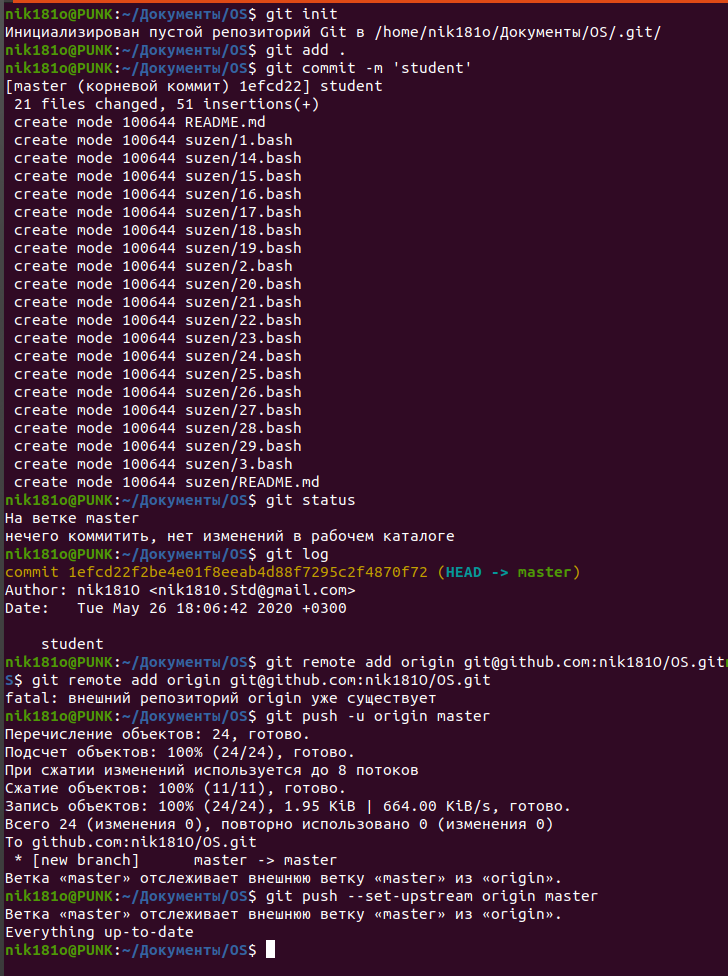 nik181o@PUNK:~/Документы/OS$ git init
Инициализирован пустой репозиторий Git в /home/nik181o/Документы/OS/.git/
nik181o@PUNK:~/Документы/OS$ git add .
nik181o@PUNK:~/Документы/OS$ git commit -m 'student'
[master (корневой коммит) 1efcd22] student
 21 files changed, 51 insertions(+)
 create mode 100644 README.md
 create mode 100644 suzen/1.bash
 create mode 100644 suzen/14.bash
 create mode 100644 suzen/15.bash
 create mode 100644 suzen/16.bash
 create mode 100644 suzen/17.bash
 create mode 100644 suzen/18.bash
 create mode 100644 suzen/19.bash
 create mode 100644 suzen/2.bash
 create mode 100644 suzen/20.bash
 create mode 100644 suzen/21.bash
 create mode 100644 suzen/22.bash
 create mode 100644 suzen/23.bash
 create mode 100644 suzen/24.bash
 create mode 100644 suzen/25.bash
 create mode 100644 suzen/26.bash
 create mode 100644 suzen/27.bash
 create mode 100644 suzen/28.bash
 create mode 100644 suzen/29.bash
 create mode 100644 suzen/3.bash
 create mode 100644 suzen/README.md
nik181o@PUNK:~/Документы/OS$ git status
На ветке master
нечего коммитить, нет изменений в рабочем каталоге
nik181o@PUNK:~/Документы/OS$ git log
commit 1efcd22f2be4e01f8eeab4d88f7295c2f4870f72 (HEAD -> master)
Author: nik181O <nik1810.Std@gmail.com>
Date:   Tue May 26 18:06:42 2020 +0300

    student
nik181o@PUNK:~/Документы/OS$ git remote add origin git@github.com:nik181O/OS.git
S$ git remote add origin git@github.com:nik181O/OS.git
fatal: внешний репозиторий origin уже существует
nik181o@PUNK:~/Документы/OS$ git push -u origin master
Перечисление объектов: 24, готово.
Подсчет объектов: 100% (24/24), готово.
При сжатии изменений используется до 8 потоков
Сжатие объектов: 100% (11/11), готово.
Запись объектов: 100% (24/24), 1.95 KiB | 664.00 KiB/s, готово.
Всего 24 (изменения 0), повторно использовано 0 (изменения 0)
To github.com:nik181O/OS.git
 * [new branch]      master -> master
Ветка «master» отслеживает внешнюю ветку «master» из «origin».
nik181o@PUNK:~/Документы/OS$ git push --set-upstream origin master
Ветка «master» отслеживает внешнюю ветку «master» из «origin».
Everything up-to-date
nik181o@PUNK:~/Документы/OS$